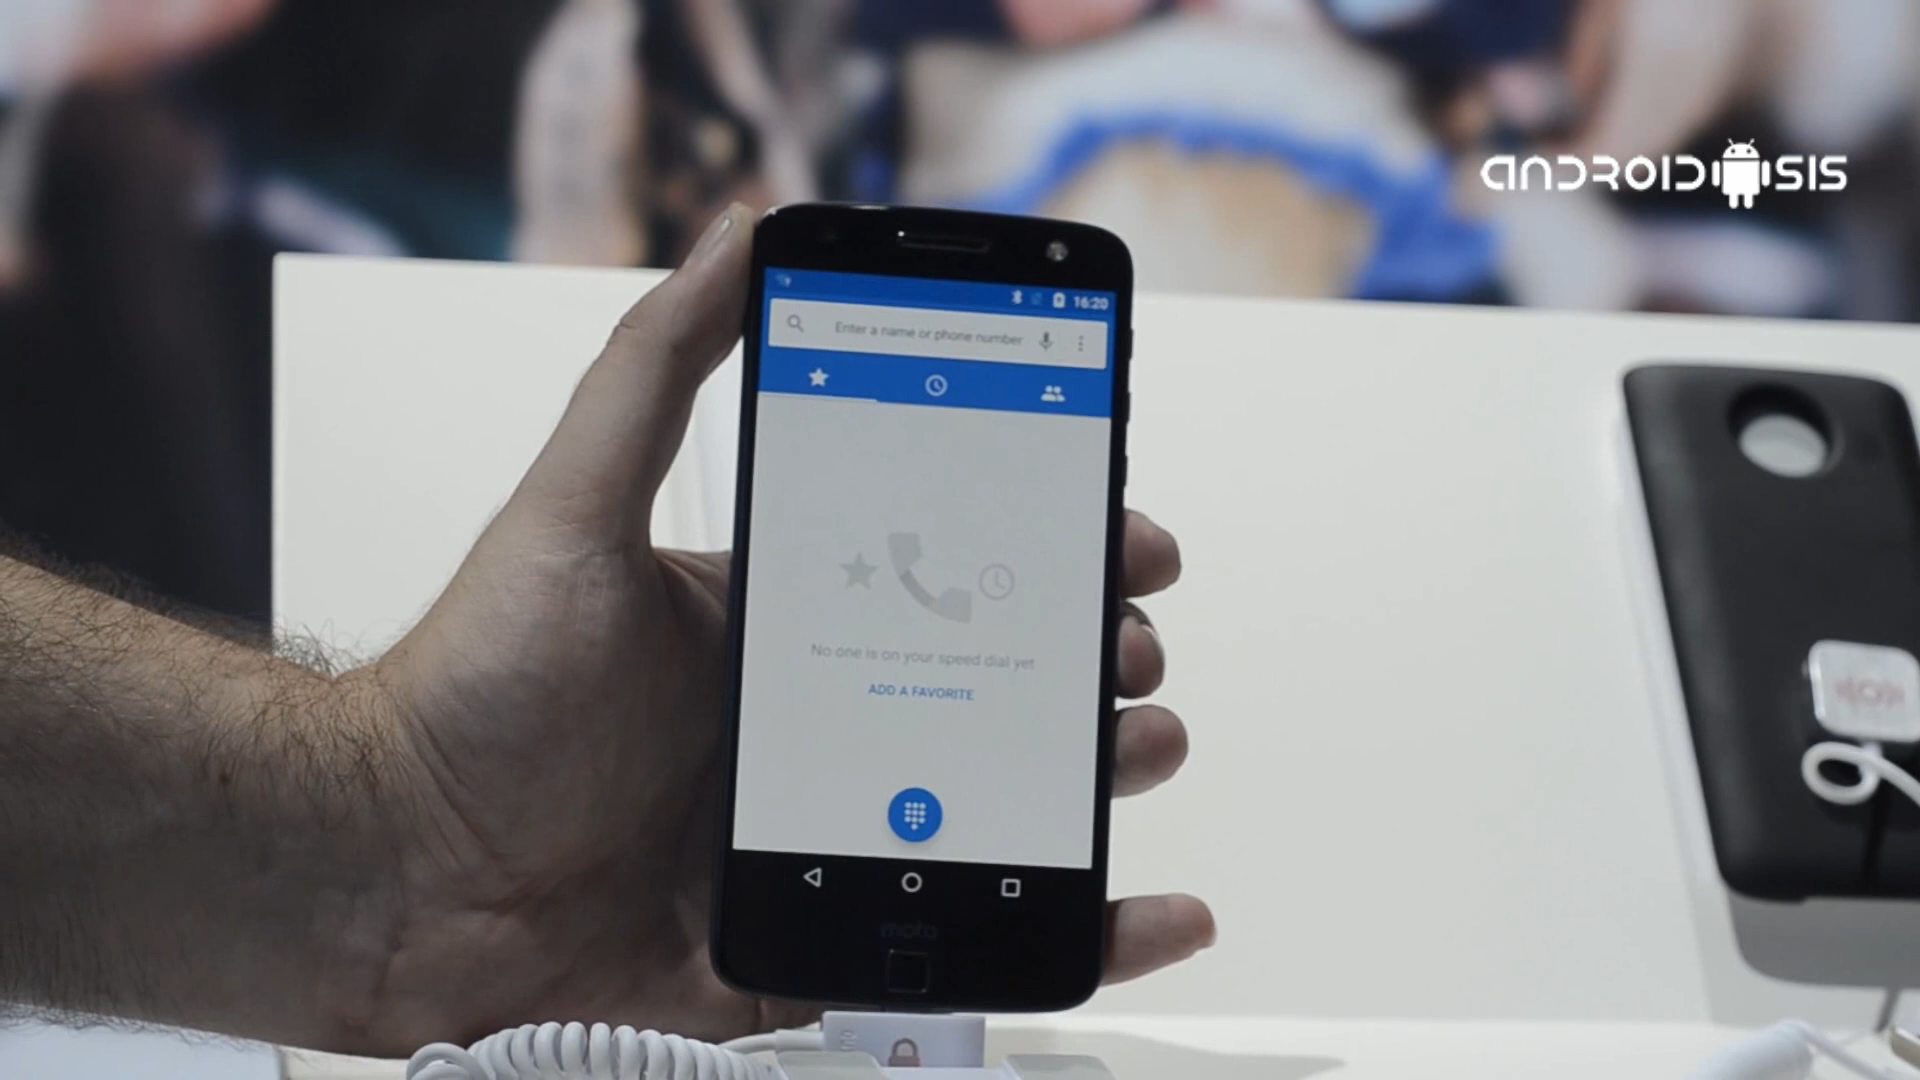 ANDROIDSIS
16:20
Enter a name or phone number
No one is on your speed dial yet
ADD A FAVORITE
moto